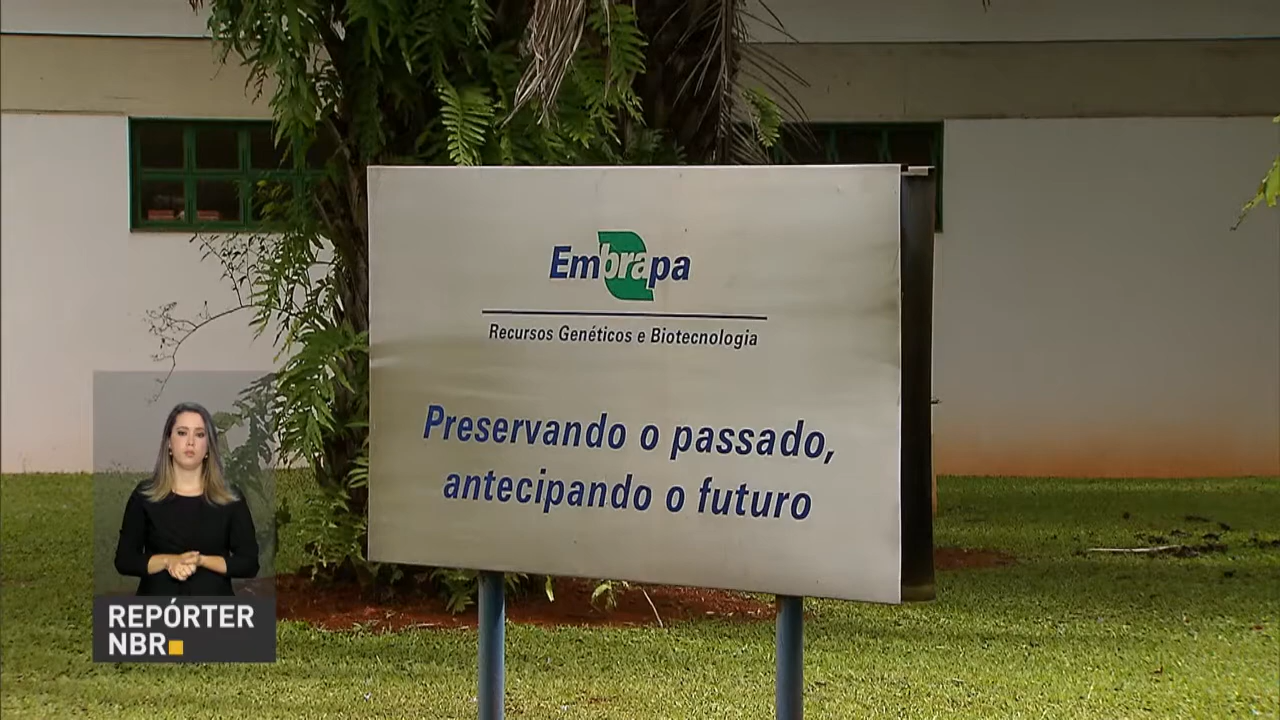 Embrapa
Recursos Genéticos e Biotecnologia
Preservando o passado,
antecipando o futuro
REPÓRTER
NBR